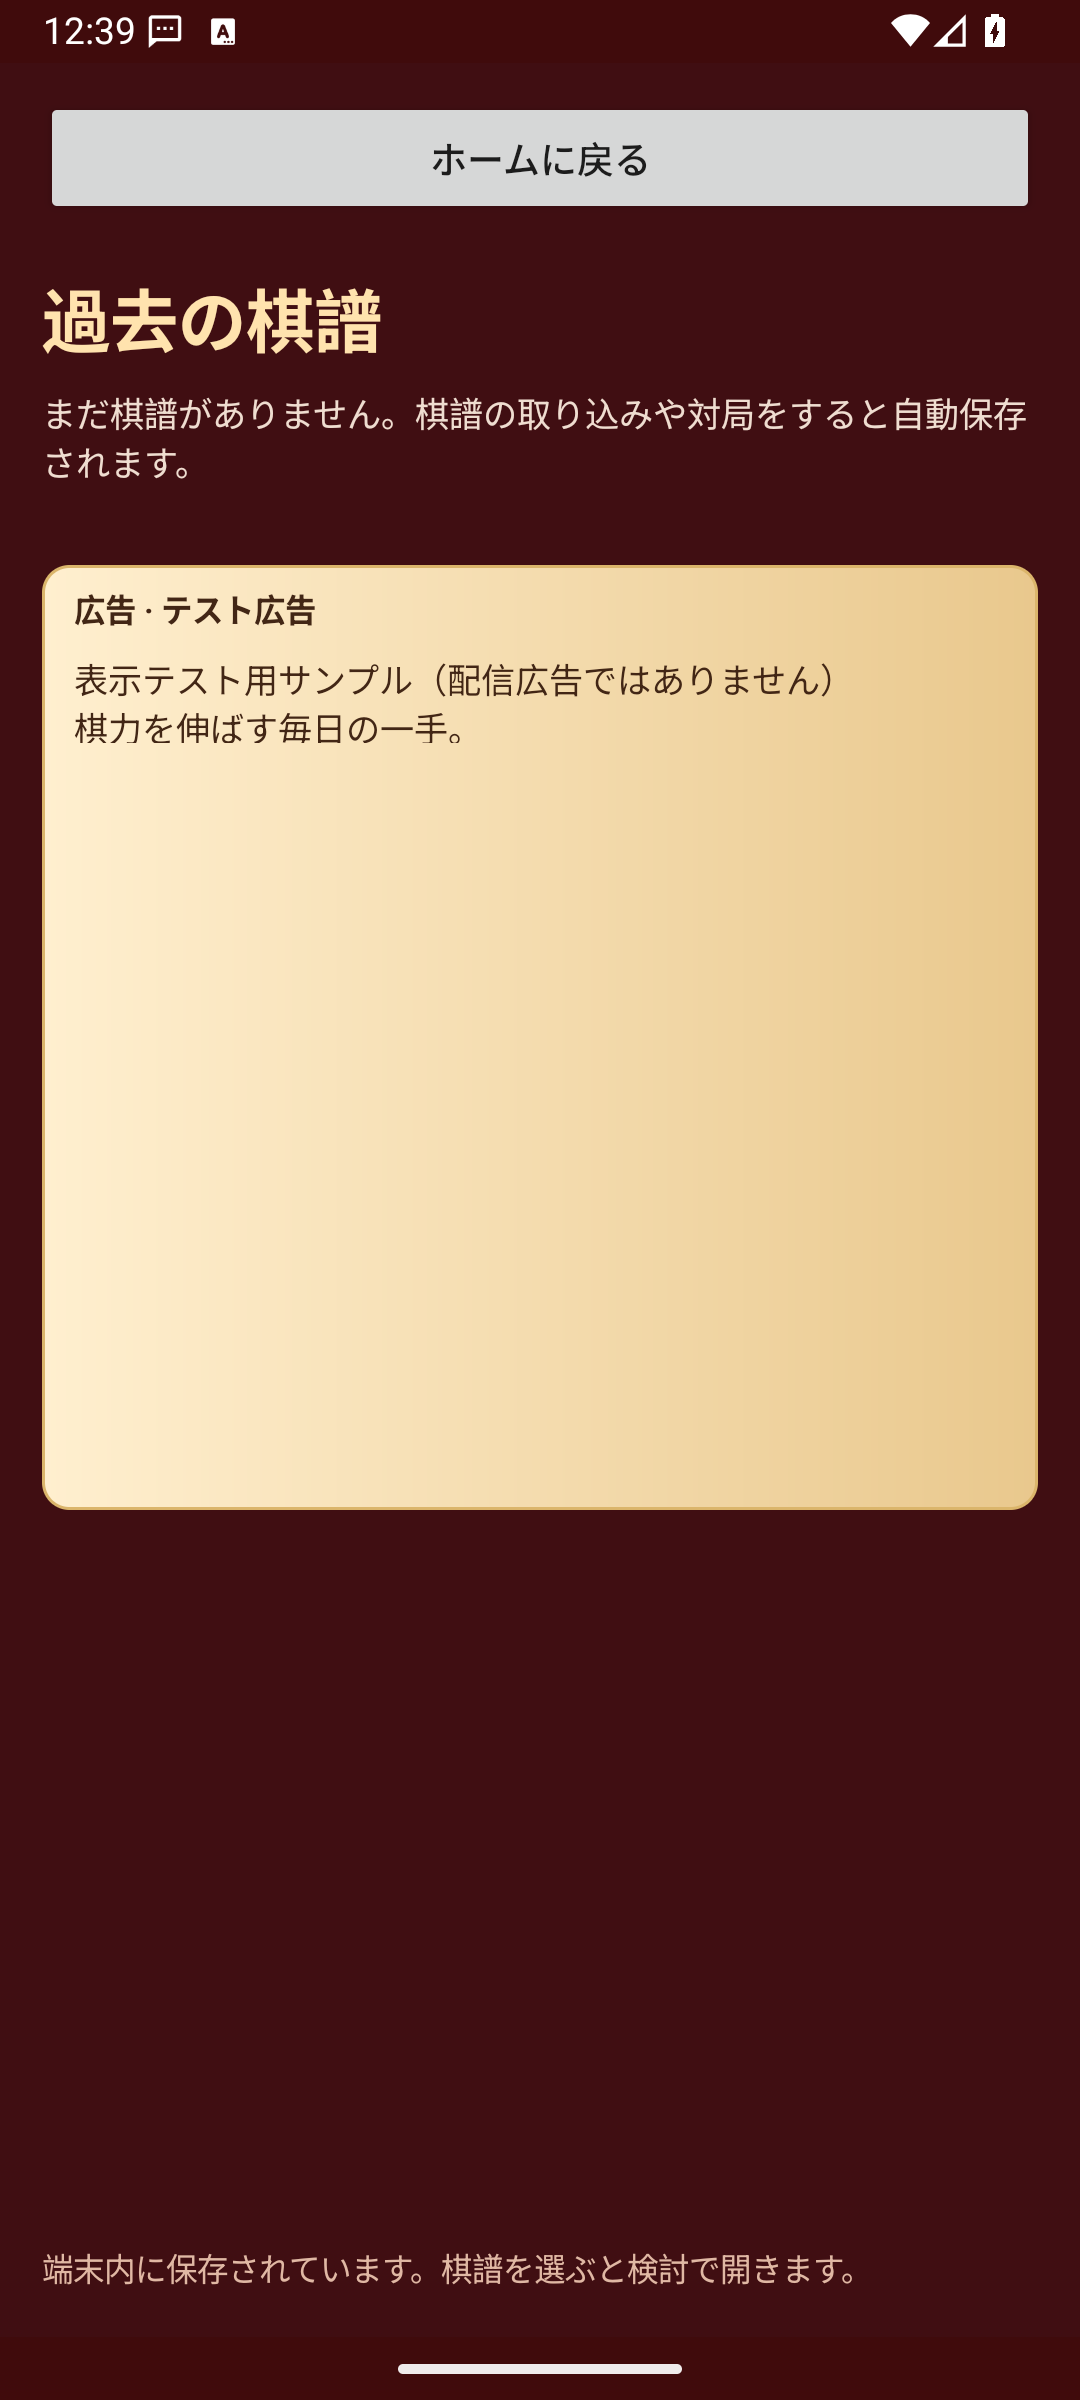 12:39
ホームに戻る
過去の棋譜
まだ棋譜がありません。棋譜の取り込みや対局をすると自動保存
されます。
広告 · テスト広告
表示テスト用サンプル（配信広告ではありません）
棋力を伸ばす毎日の一手。
端末内に保存されています。棋譜を選ぶと検討で開きます。